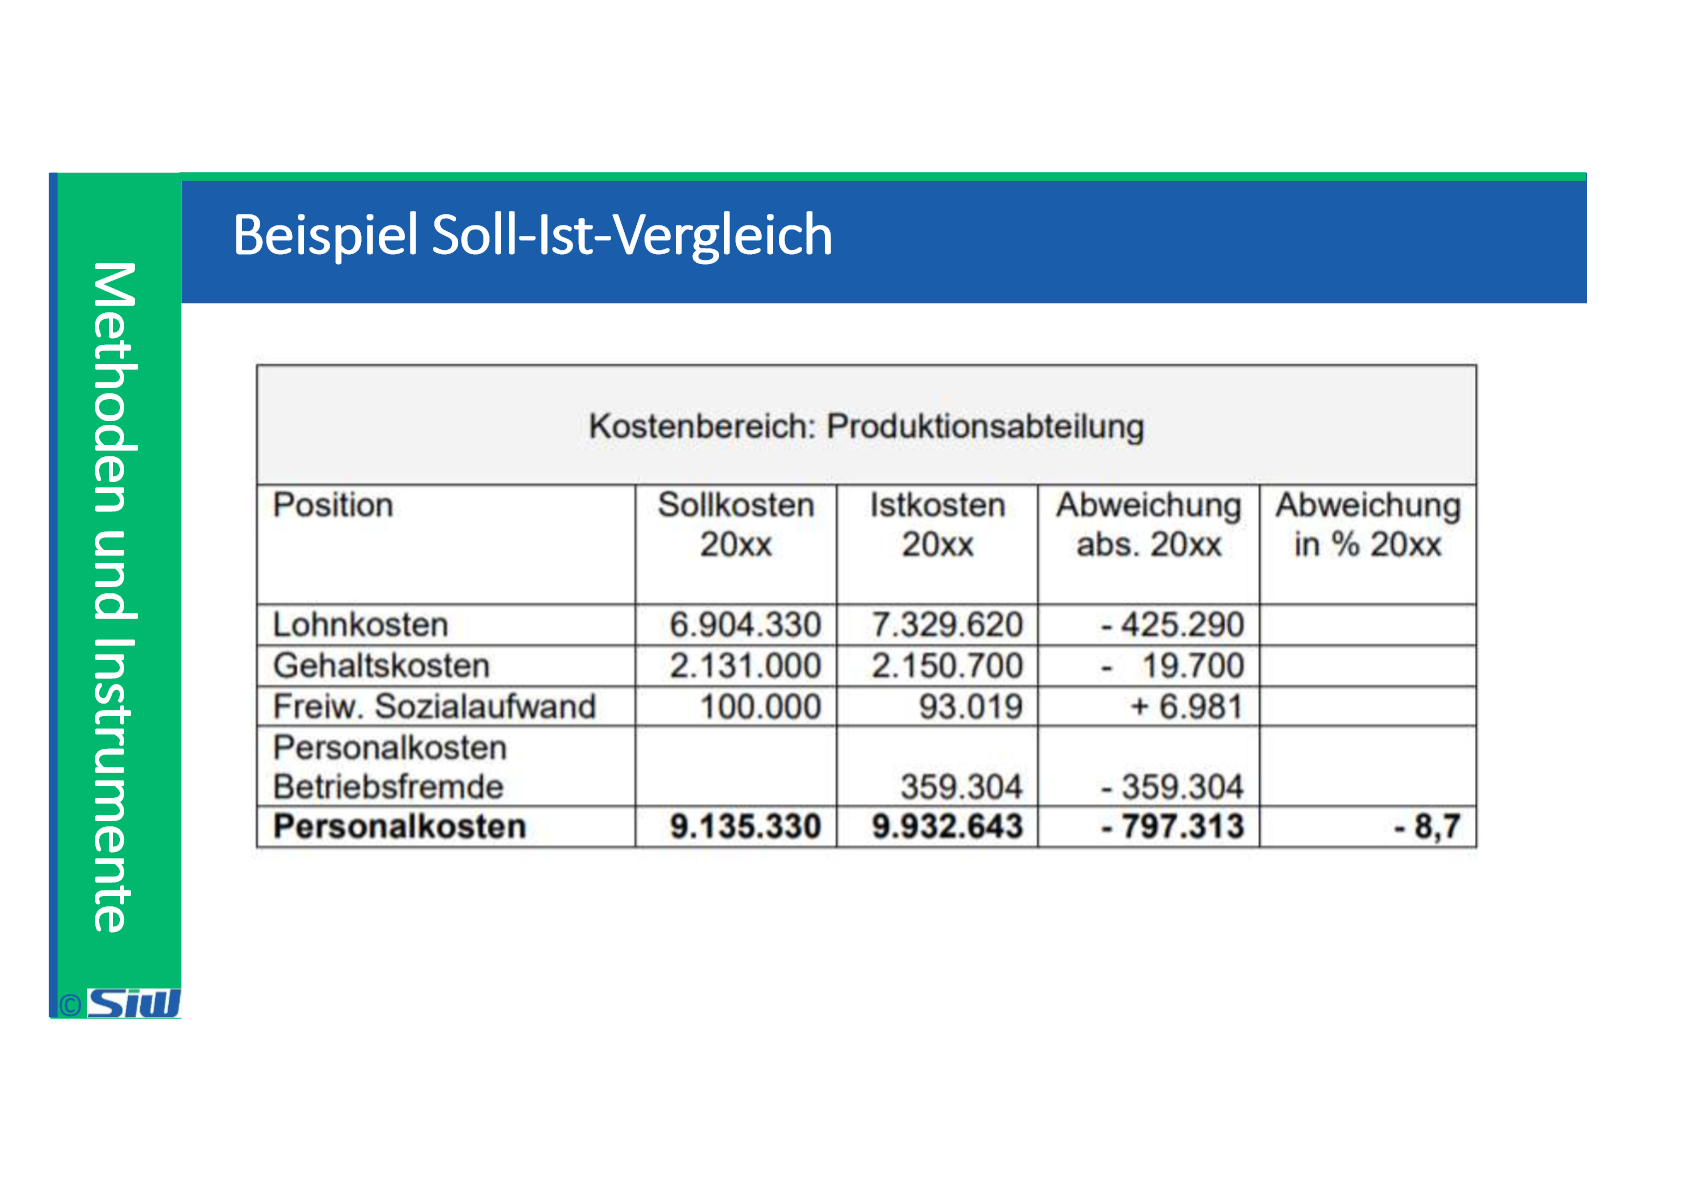 Beispiel Soll-Ist-Vergleich
Methoden und Instrumente
Kostenbereich: Produktionsabteilung
Position Sollkosten 20xx Istkosten 20xx Abweichung abs. 20xx Abweichung in % 20xx
Lohnkosten 6.904.330 7.329.620 - 425.290
Gehaltskosten 2.131.000 2.150.700 - 19.700
Freiw. Sozialaufwand 100.000 93.019 + 6.981
Personalkosten
Betriebsfremde 359.304 - 359.304
Personalkosten 9.135.330 9.932.643 - 797.313 - 8,7
© SiW